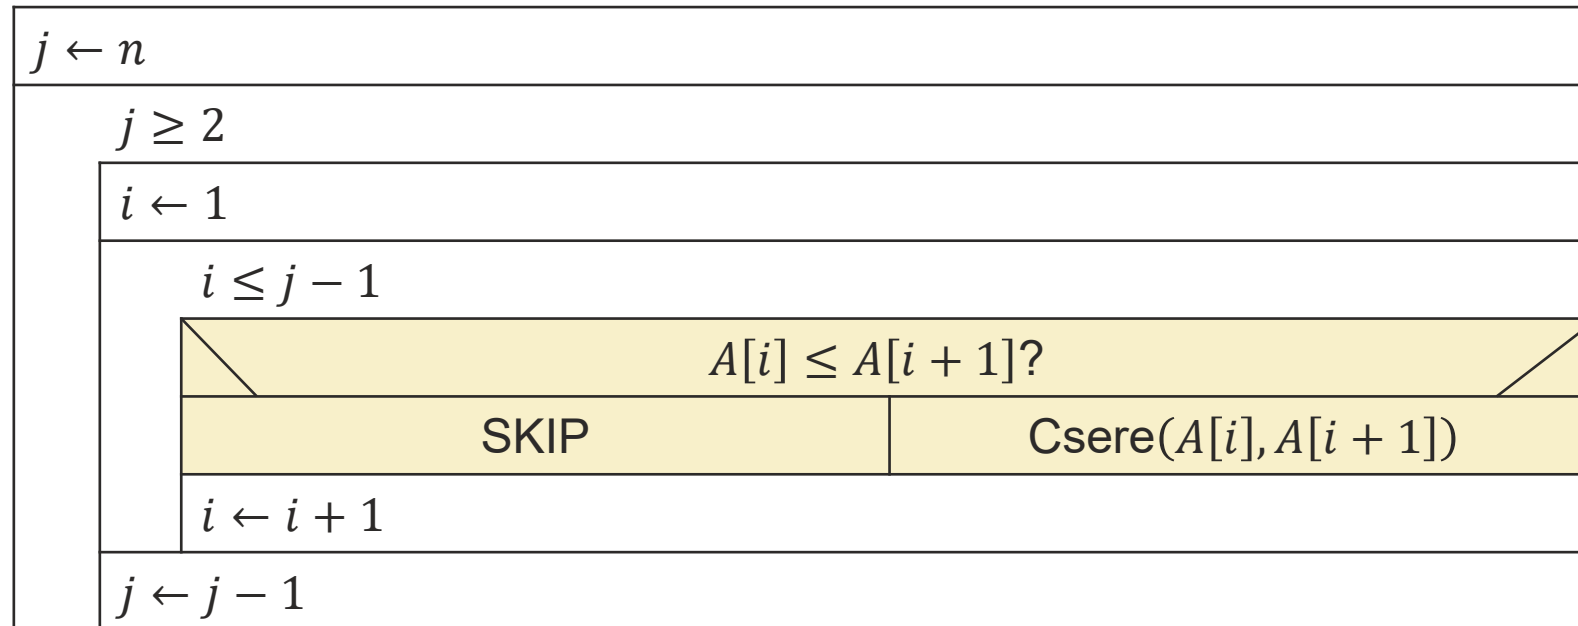 j ← n
j ≥ 2
i ← 1
i ≤ j − 1
A[i] ≤ A[i + 1]?
SKIP
Csere(A[i], A[i + 1])
i ← i + 1
j ← j − 1